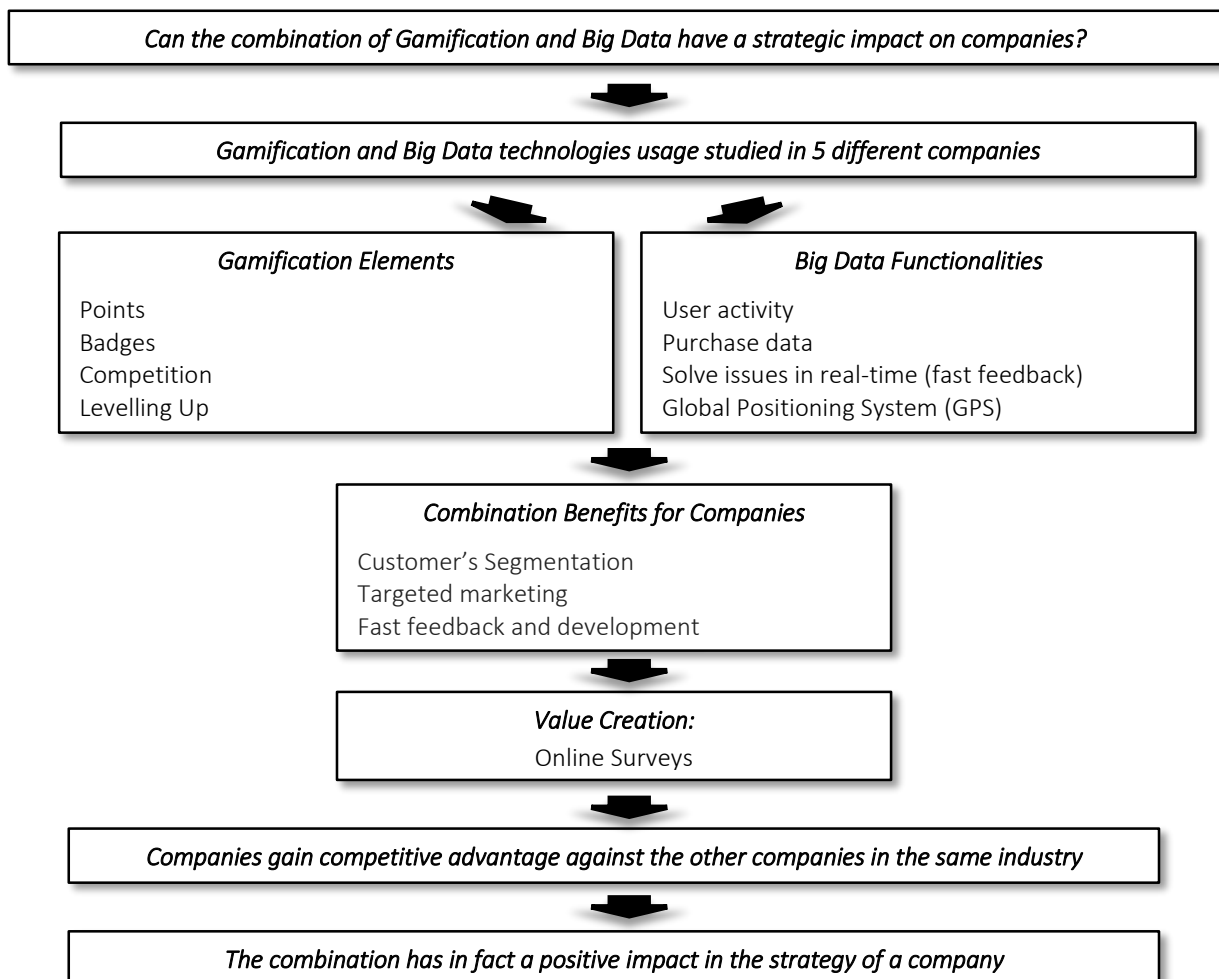 Can the combination of Gamification and Big Data have a strategic impact on companies?
Gamification and Big Data technologies usage studied in 5 different companies
Gamification Elements
Points
Badges
Competition
Levelling Up
Big Data Functionalities
User activity
Purchase data
Solve issues in real-time (fast feedback)
Global Positioning System (GPS)
Combination Benefits for Companies
Customer’s Segmentation
Targeted marketing
Fast feedback and development
Value Creation:
Online Surveys
Companies gain competitive advantage against the other companies in the same industry
The combination has in fact a positive impact in the strategy of a company